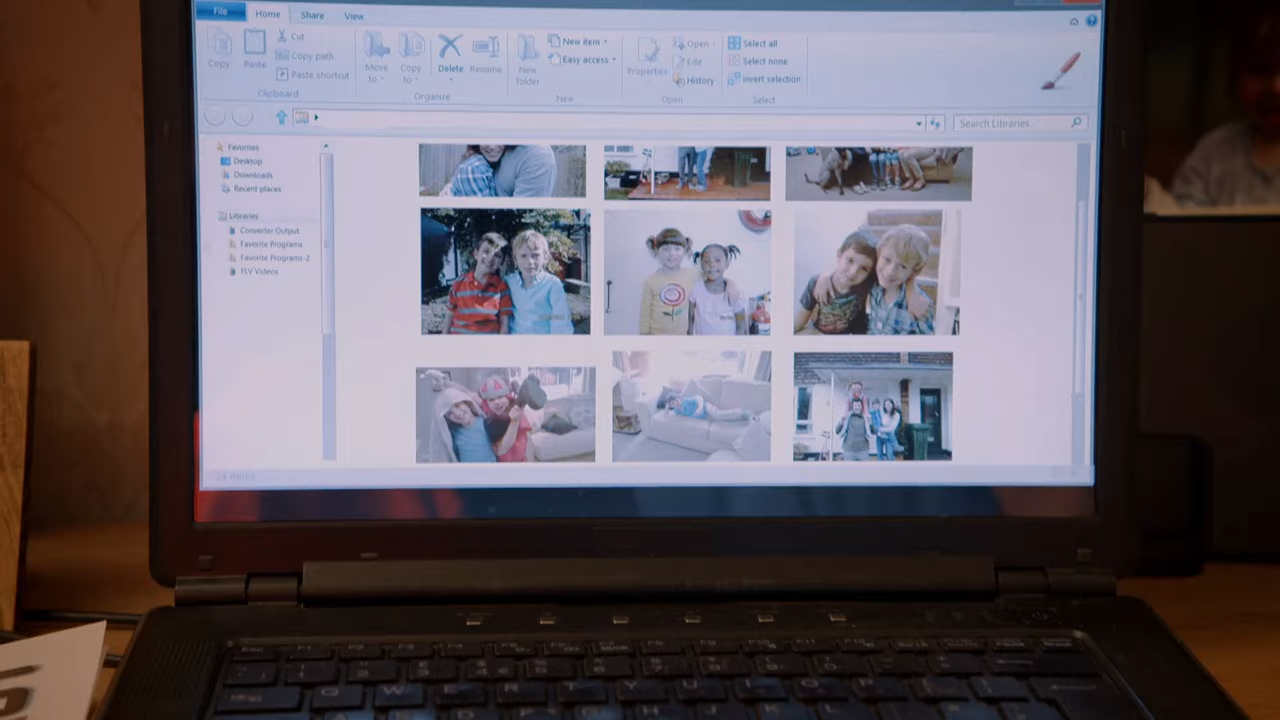 File Home Share View
Cut
Copy path
Paste shortcut
Copy Paste
Clipboard
Move to Copy to Delete Rename
Organize
New folder
New item
Easy access
New
Properties
Open
Edit
History
Open
Select all
Select none
Invert selection
Select
Search Libraries
Favorites
Desktop
Downloads
Recent places
Libraries
Converter Output
Favorite Programs
Favorite Programs-2
FLV Videos